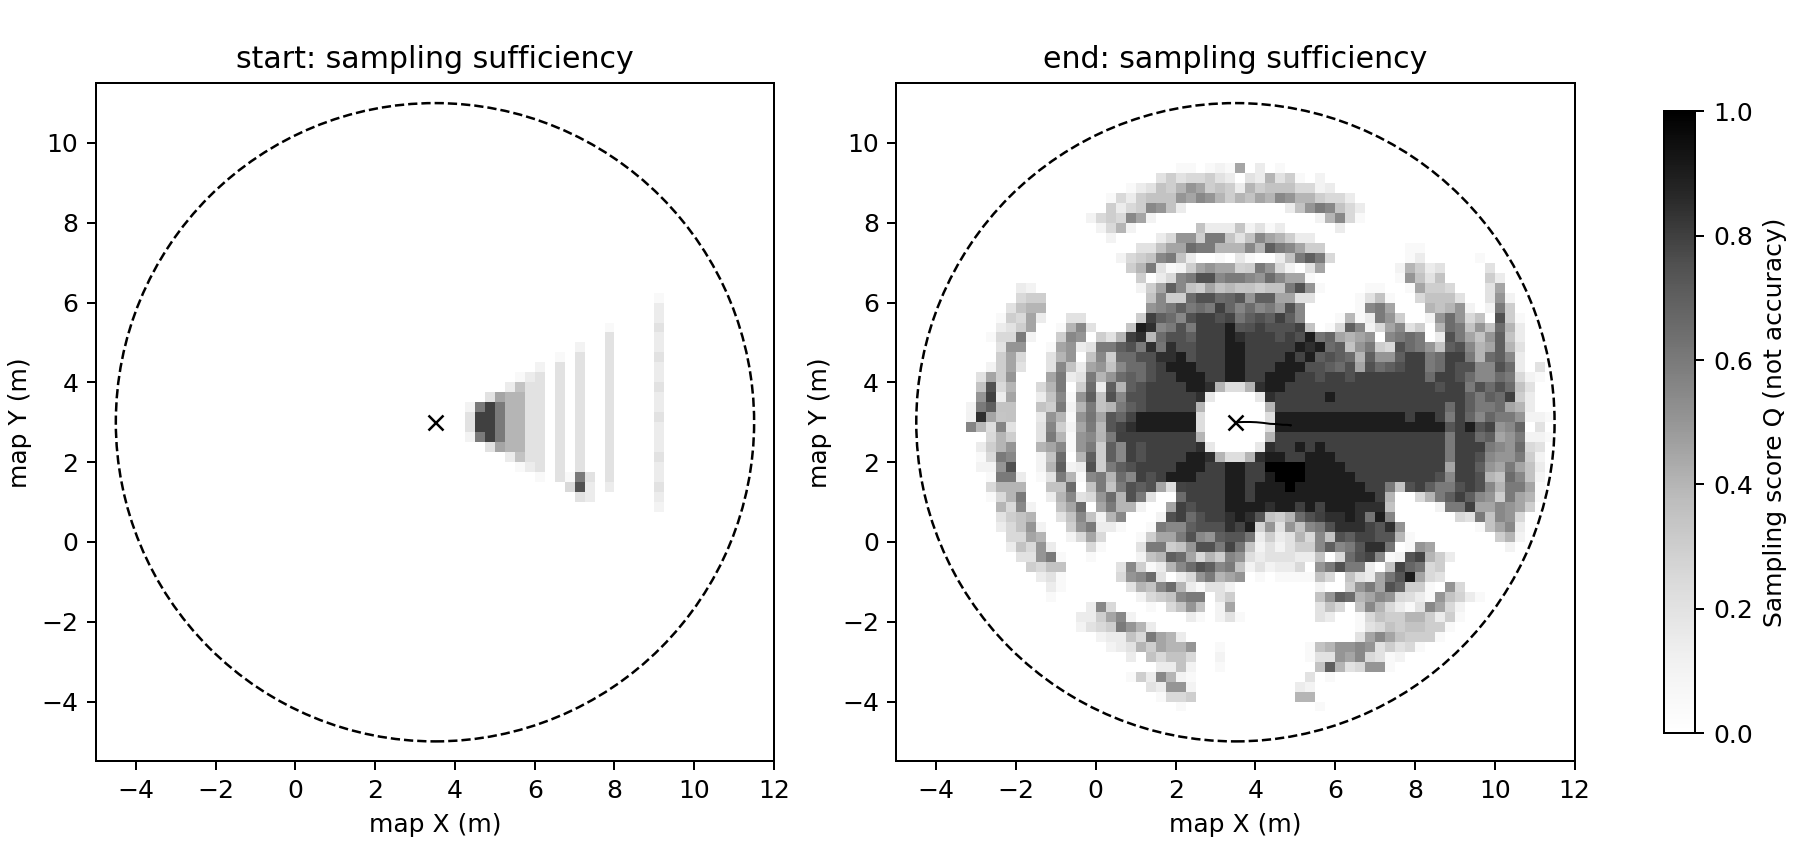 start: sampling sufficiency
end: sampling sufficiency
map Y (m)
10
8
6
4
2
0
−2
−4
−4 −2 0 2 4 6 8 10 12
map X (m)
map Y (m)
10
8
6
4
2
0
−2
−4
−4 −2 0 2 4 6 8 10 12
map X (m)
1.0
0.8
0.6
0.4
0.2
0.0
Sampling score Q (not accuracy)